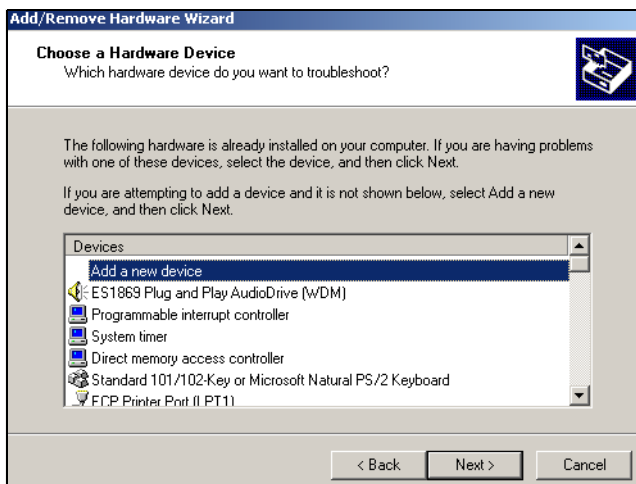 Add/Remove Hardware Wizard
Choose a Hardware Device
Which hardware device do you want to troubleshoot?
The following hardware is already installed on your computer. If you are having problems
with one of these devices, select the device, and then click Next.
If you are attempting to add a device and it is not shown below, select Add a new
device, and then click Next.
Devices
Add a new device
ES1869 Plug and Play AudioDrive (WDM)
Programmable interrupt controller
System timer
Direct memory access controller
Standard 101/102-Key or Microsoft Natural PS/2 Keyboard
ECP Printer Port (LPT1)
< Back Next > Cancel